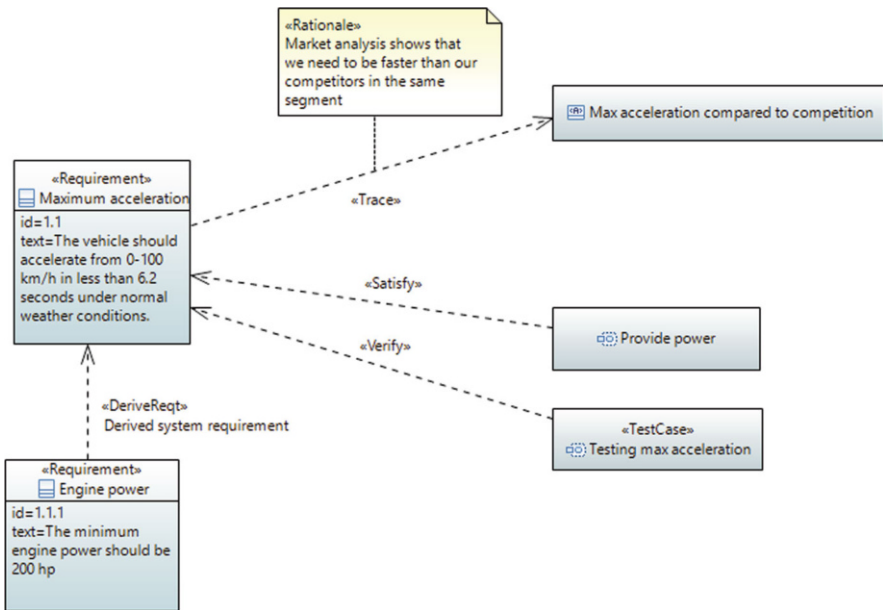 «Rationale»
Market analysis shows that
we need to be faster than our
competitors in the same
segment
Max acceleration compared to competition
«Trace»
«Requirement»
Maximum acceleration
id=1.1
text=The vehicle should
accelerate from 0-100
km/h in less than 6.2
seconds under normal
weather conditions.
«Satisfy»
Provide power
«Verify»
«TestCase»
Testing max acceleration
«DeriveReqt»
Derived system requirement
«Requirement»
Engine power
id=1.1.1
text=The minimum
engine power should be
200 hp